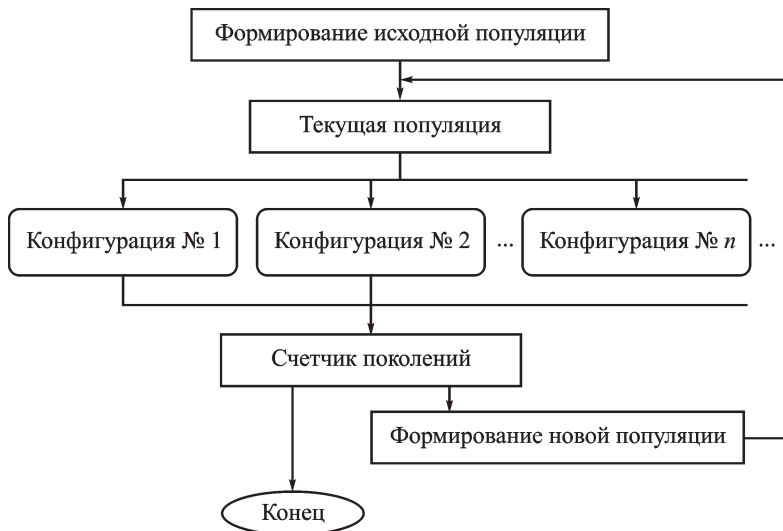 Формирование исходной популяции
Текущая популяция
Конфигурация № 1
Конфигурация № 2
...
Конфигурация № n
...
Счетчик поколений
Формирование новой популяции
Конец